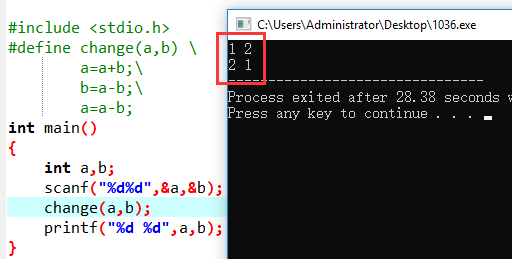 #include <stdio.h>
#define change(a,b) \
a=a+b;\
b=a-b;\
a=a-b;
int main()
{
int a,b;
scanf("%d%d",&a,&b);
change(a,b);
printf("%d %d",a,b);
}
C:\Users\Administrator\Desktop\1036.exe
1 2
2 1
--------------------------------
Process exited after 28.38 seconds
Press any key to continue . . .